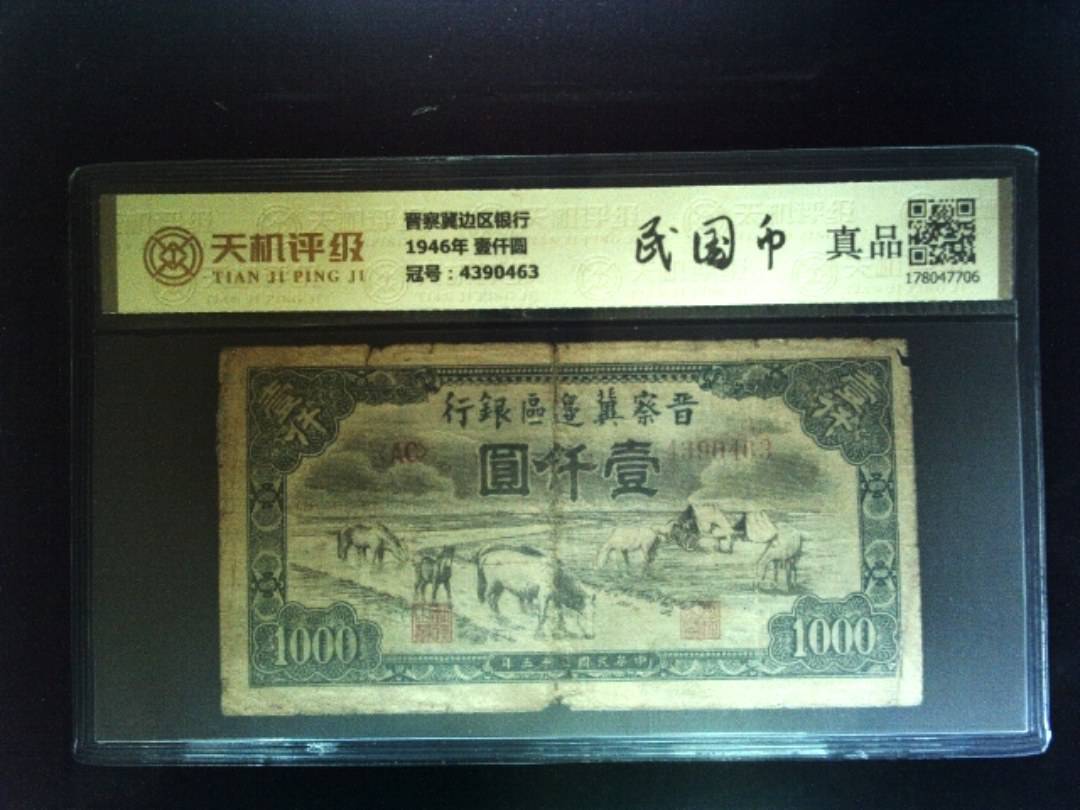 天机评级
TIAN JI PING JI
晋察冀边区银行
1946年 壹仟圆
冠号：4390463
民国币
真品
178047706
行銀區邊冀察晋
AC
4390463
圓仟壹
1000
1000